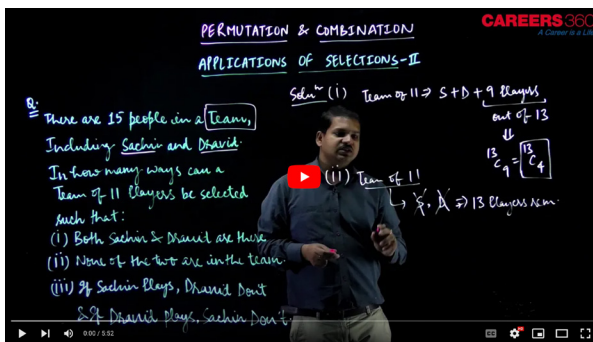 CAREERS360
A Career is a Life
PERMUTATION & COMBINATION
APPLICATIONS OF SELECTIONS-II
Q.
There are 15 people in a Team,
Including Sachin and Dravid.
In how many ways can a
Team of 11 Players be selected
such that:
(i) Both Sachin & Dravid are there
(ii) None of the two are in the team.
(iii) If Sachin Plays, Dravid Don't
& If Dravid plays, Sachin Don't.
Soluⁿ (i) Team of 11 ⇒ S + D + 9 Players
out of 13
⇓
¹³C₉ = ¹³C₄
(ii) Team of 11
↳ S, D ⇒ 13 Players rem.
0:00 / 5:52
CC